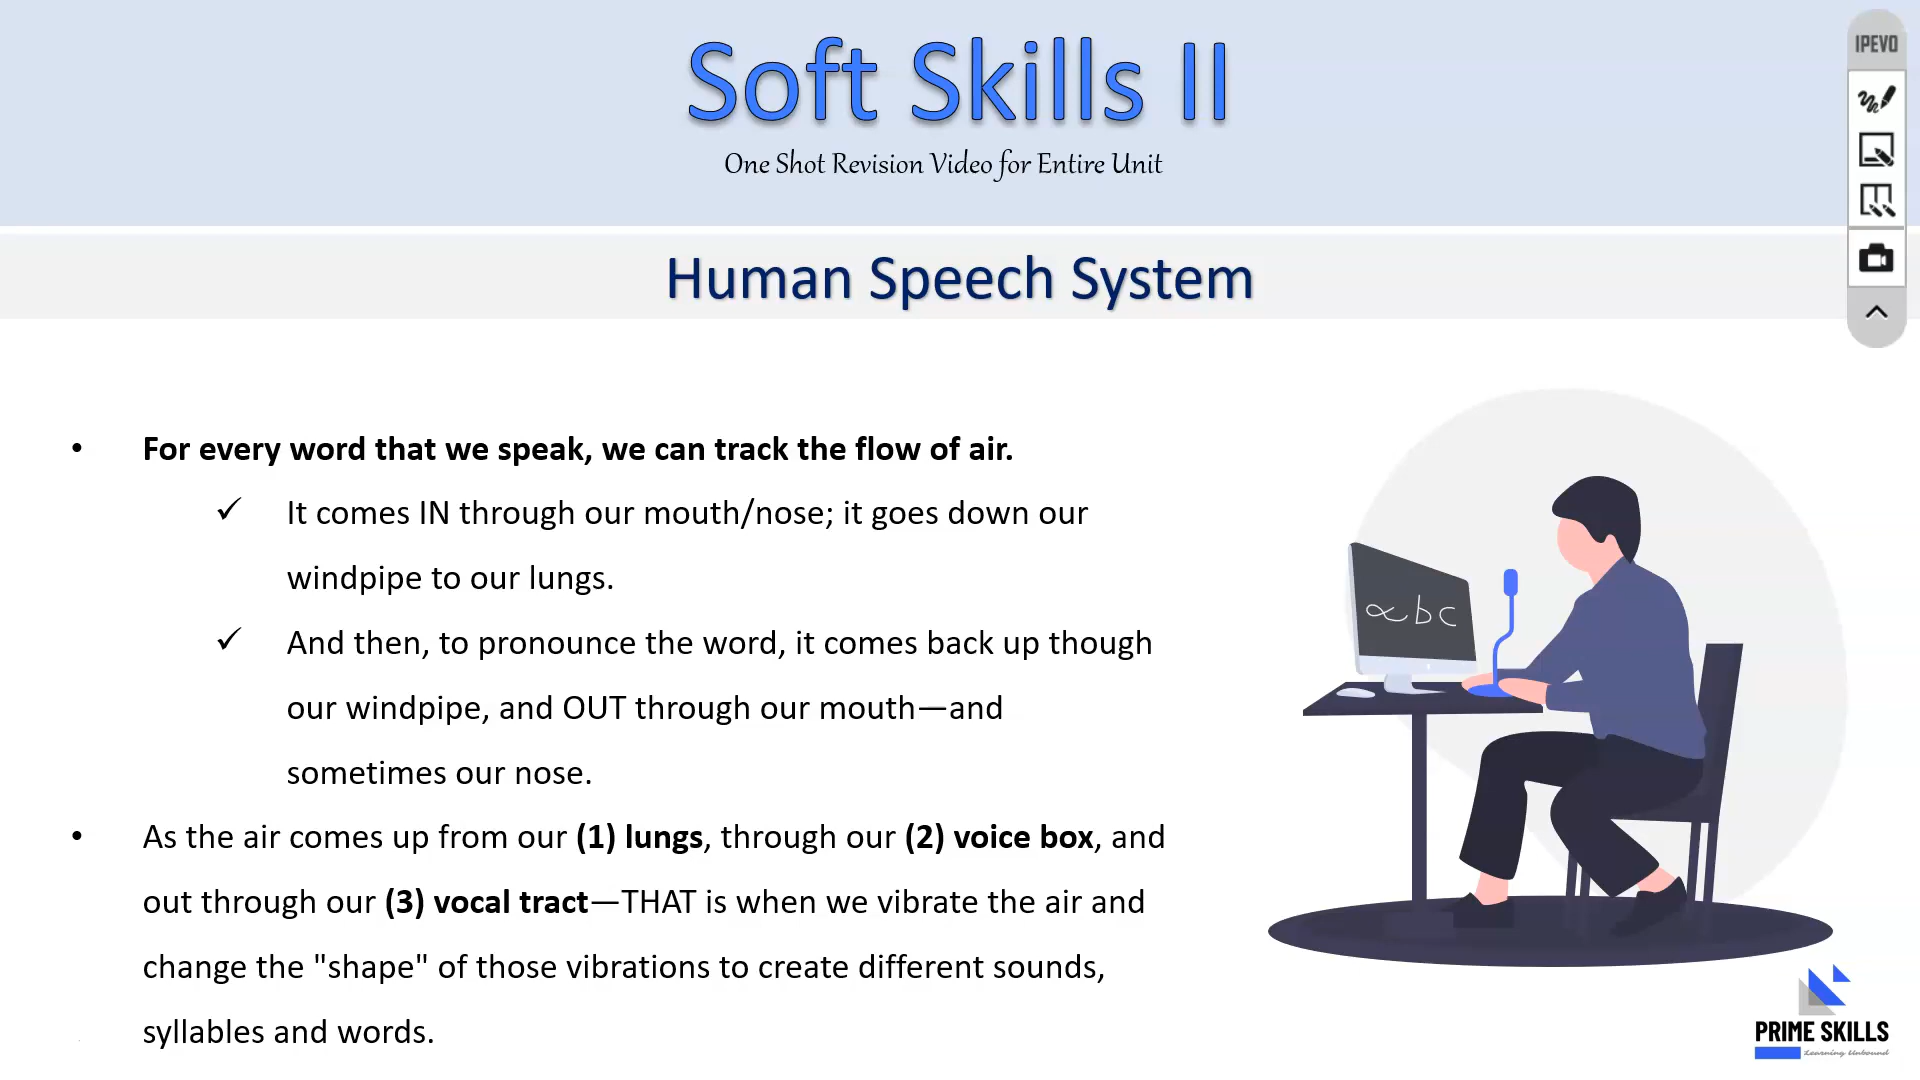 Soft Skills II
One Shot Revision Video for Entire Unit
IPEVO
Human Speech System
• For every word that we speak, we can track the flow of air.
✓ It comes IN through our mouth/nose; it goes down our
windpipe to our lungs.
✓ And then, to pronounce the word, it comes back up though
our windpipe, and OUT through our mouth—and
sometimes our nose.
• As the air comes up from our (1) lungs, through our (2) voice box, and
out through our (3) vocal tract—THAT is when we vibrate the air and
change the "shape" of those vibrations to create different sounds,
syllables and words.
abc
PRIME SKILLS
Learning Unbound